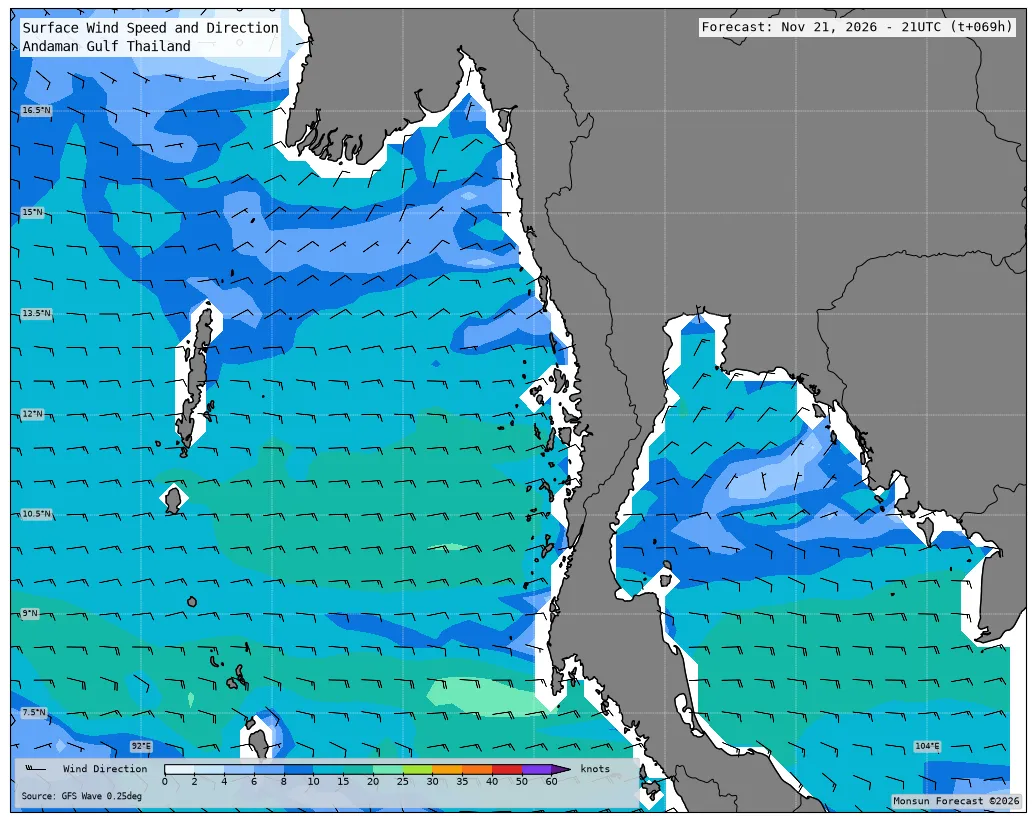 Surface Wind Speed and Direction
Andaman Gulf Thailand
Forecast: Nov 21, 2026 - 21UTC (t+069h)
16.5°N
15°N
13.5°N
12°N
10.5°N
9°N
7.5°N
92°E
104°E
Wind Direction
knots
0 2 4 6 8 10 15 20 25 30 35 40 50 60
Source: GFS Wave 0.25deg
Monsun Forecast ©2026